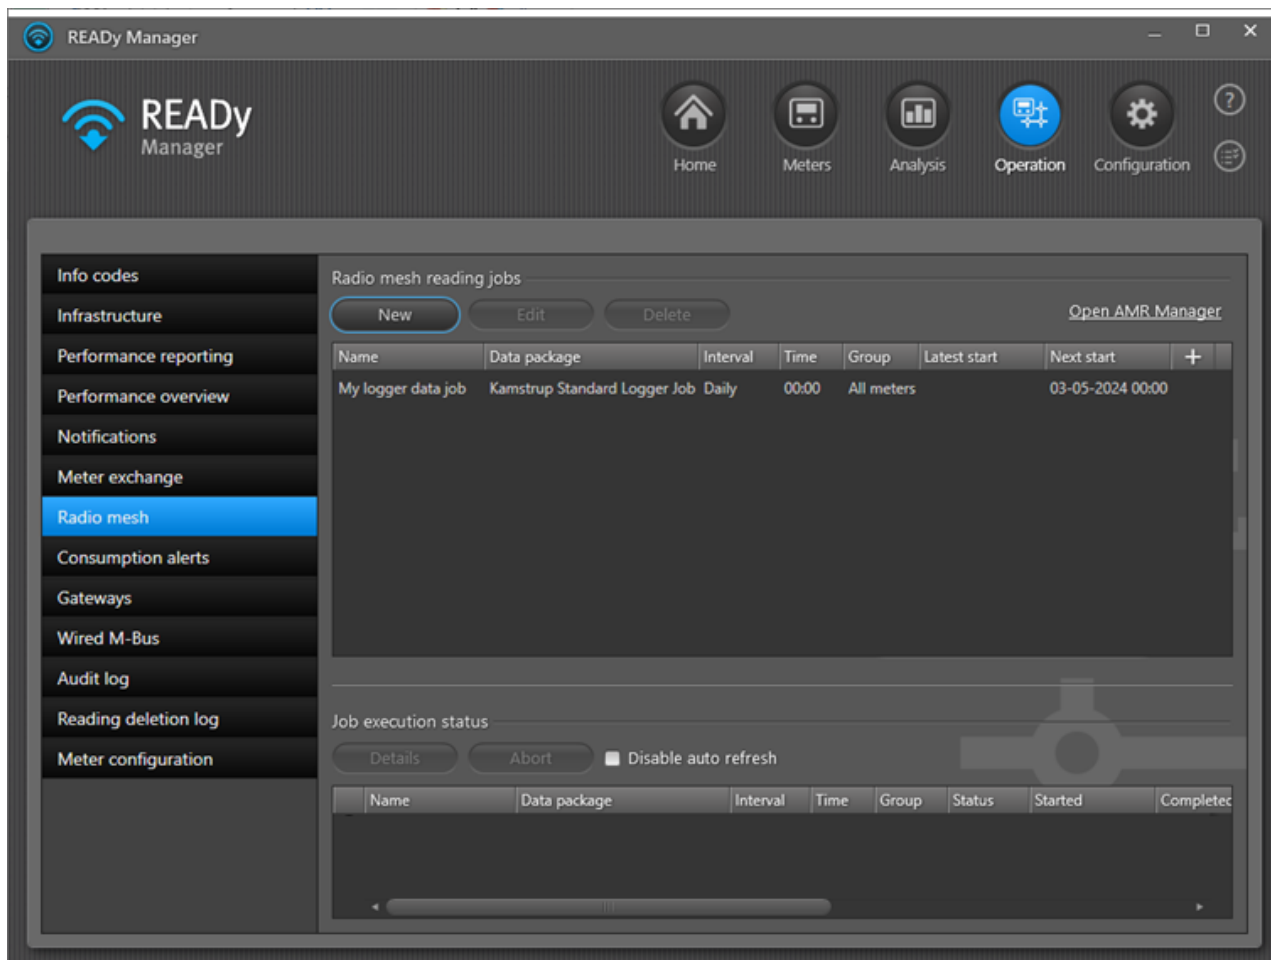 READy Manager
READy
Manager
Home
Meters
Analysis
Operation
Configuration
Info codes
Infrastructure
Performance reporting
Performance overview
Notifications
Meter exchange
Radio mesh
Consumption alerts
Gateways
Wired M-Bus
Audit log
Reading deletion log
Meter configuration
Radio mesh reading jobs
New Edit Delete Open AMR Manager
Name Data package Interval Time Group Latest start Next start +
My logger data job Kamstrup Standard Logger Job Daily 00:00 All meters 03-05-2024 00:00
Job execution status
Details Abort Disable auto refresh
Name Data package Interval Time Group Status Started Completed